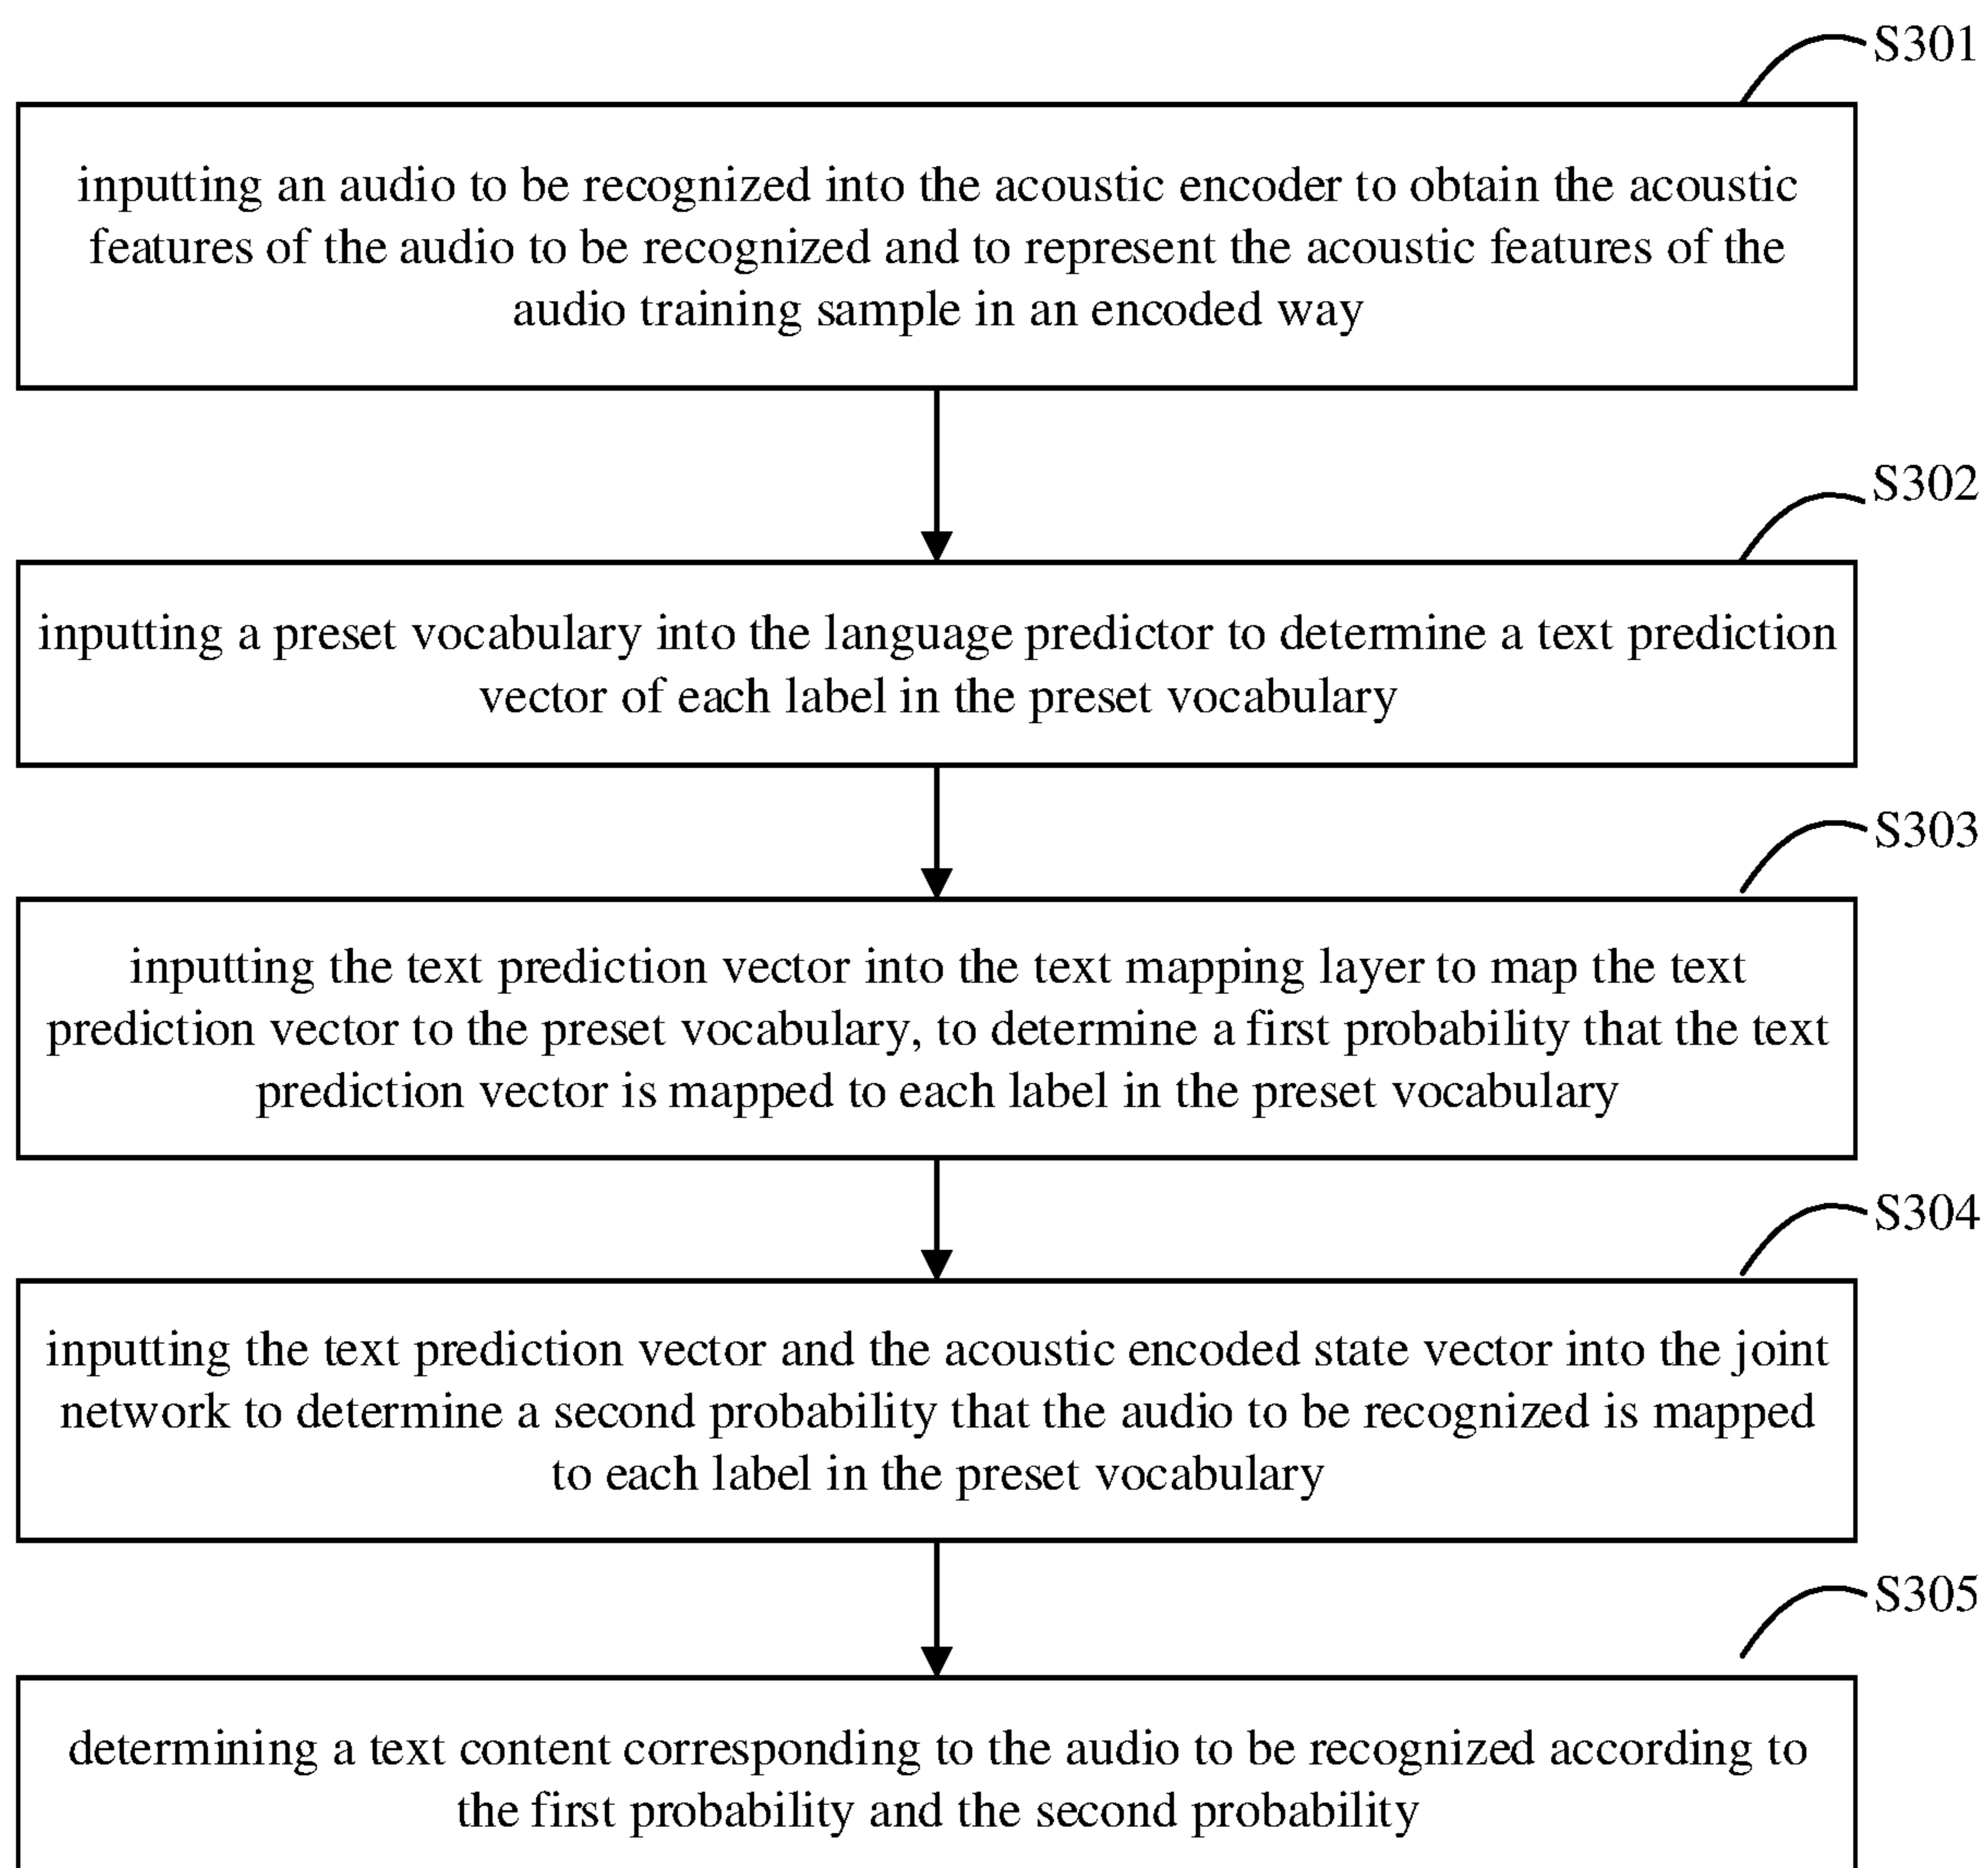 S301
inputting an audio to be recognized into the acoustic encoder to obtain the acoustic
features of the audio to be recognized and to represent the acoustic features of the
audio training sample in an encoded way
S302
inputting a preset vocabulary into the language predictor to determine a text prediction
vector of each label in the preset vocabulary
S303
inputting the text prediction vector into the text mapping layer to map the text
prediction vector to the preset vocabulary, to determine a first probability that the text
prediction vector is mapped to each label in the preset vocabulary
S304
inputting the text prediction vector and the acoustic encoded state vector into the joint
network to determine a second probability that the audio to be recognized is mapped
to each label in the preset vocabulary
S305
determining a text content corresponding to the audio to be recognized according to
the first probability and the second probability